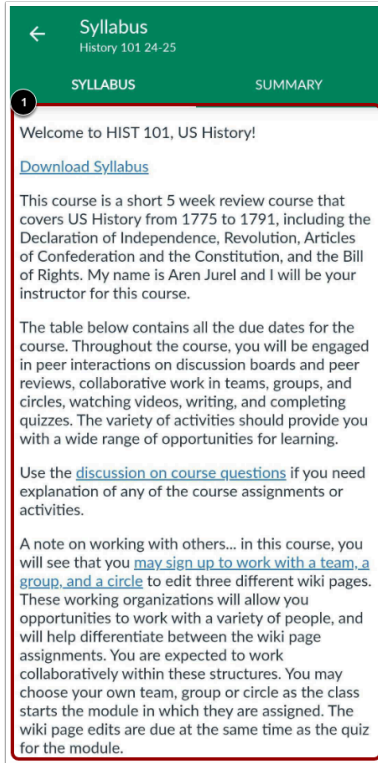 Syllabus
History 101 24-25
SYLLABUS SUMMARY
1
Welcome to HIST 101, US History!
Download Syllabus
This course is a short 5 week review course that
covers US History from 1775 to 1791, including the
Declaration of Independence, Revolution, Articles
of Confederation and the Constitution, and the Bill
of Rights. My name is Aren Jurel and I will be your
instructor for this course.
The table below contains all the due dates for the
course. Throughout the course, you will be engaged
in peer interactions on discussion boards and peer
reviews, collaborative work in teams, groups, and
circles, watching videos, writing, and completing
quizzes. The variety of activities should provide you
with a wide range of opportunities for learning.
Use the discussion on course questions if you need
explanation of any of the course assignments or
activities.
A note on working with others... in this course, you
will see that you may sign up to work with a team, a
group, and a circle to edit three different wiki pages.
These working organizations will allow you
opportunities to work with a variety of people, and
will help differentiate between the wiki page
assignments. You are expected to work
collaboratively within these structures. You may
choose your own team, group or circle as the class
starts the module in which they are assigned. The
wiki page edits are due at the same time as the quiz
for the module.